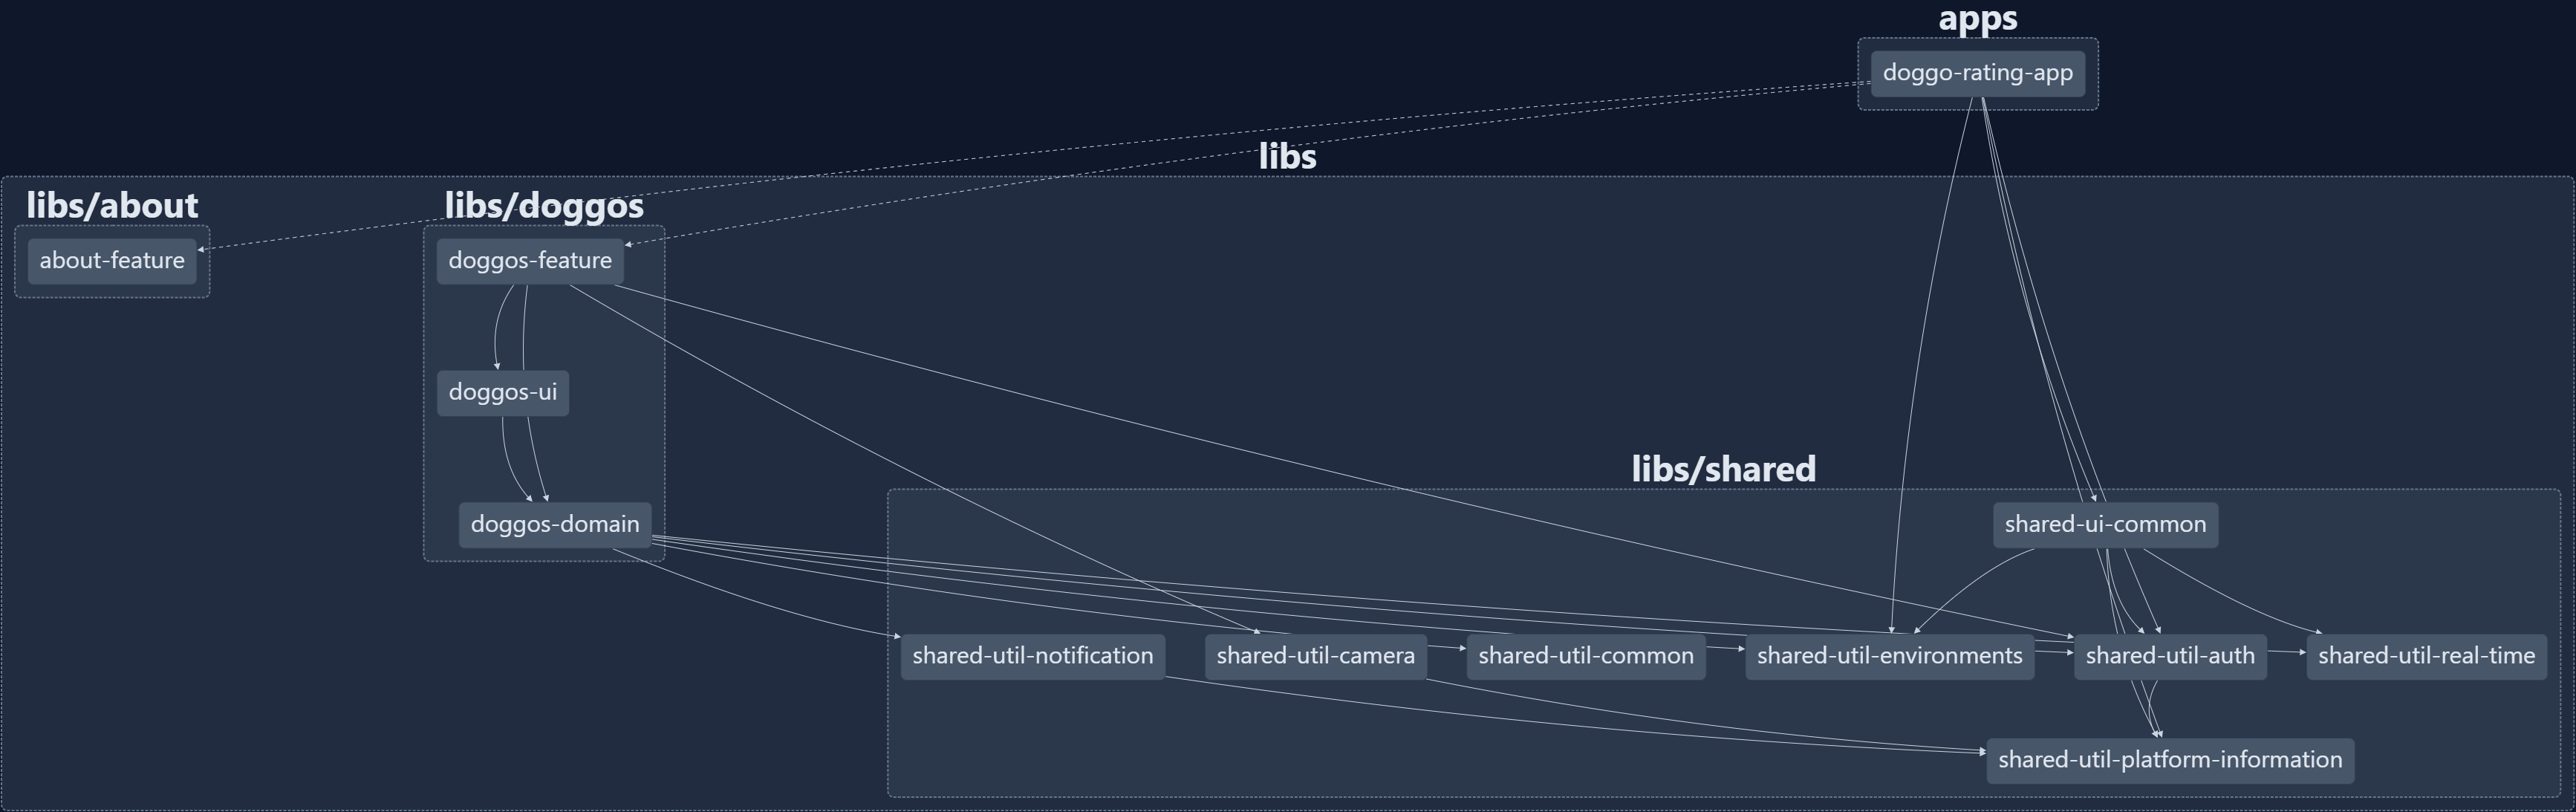 apps
doggo-rating-app
libs
libs/about
libs/doggos
about-feature
doggos-feature
doggos-ui
libs/shared
doggos-domain
shared-ui-common
shared-util-notification
shared-util-camera
shared-util-common
shared-util-environments
shared-util-auth
shared-util-real-time
shared-util-platform-information